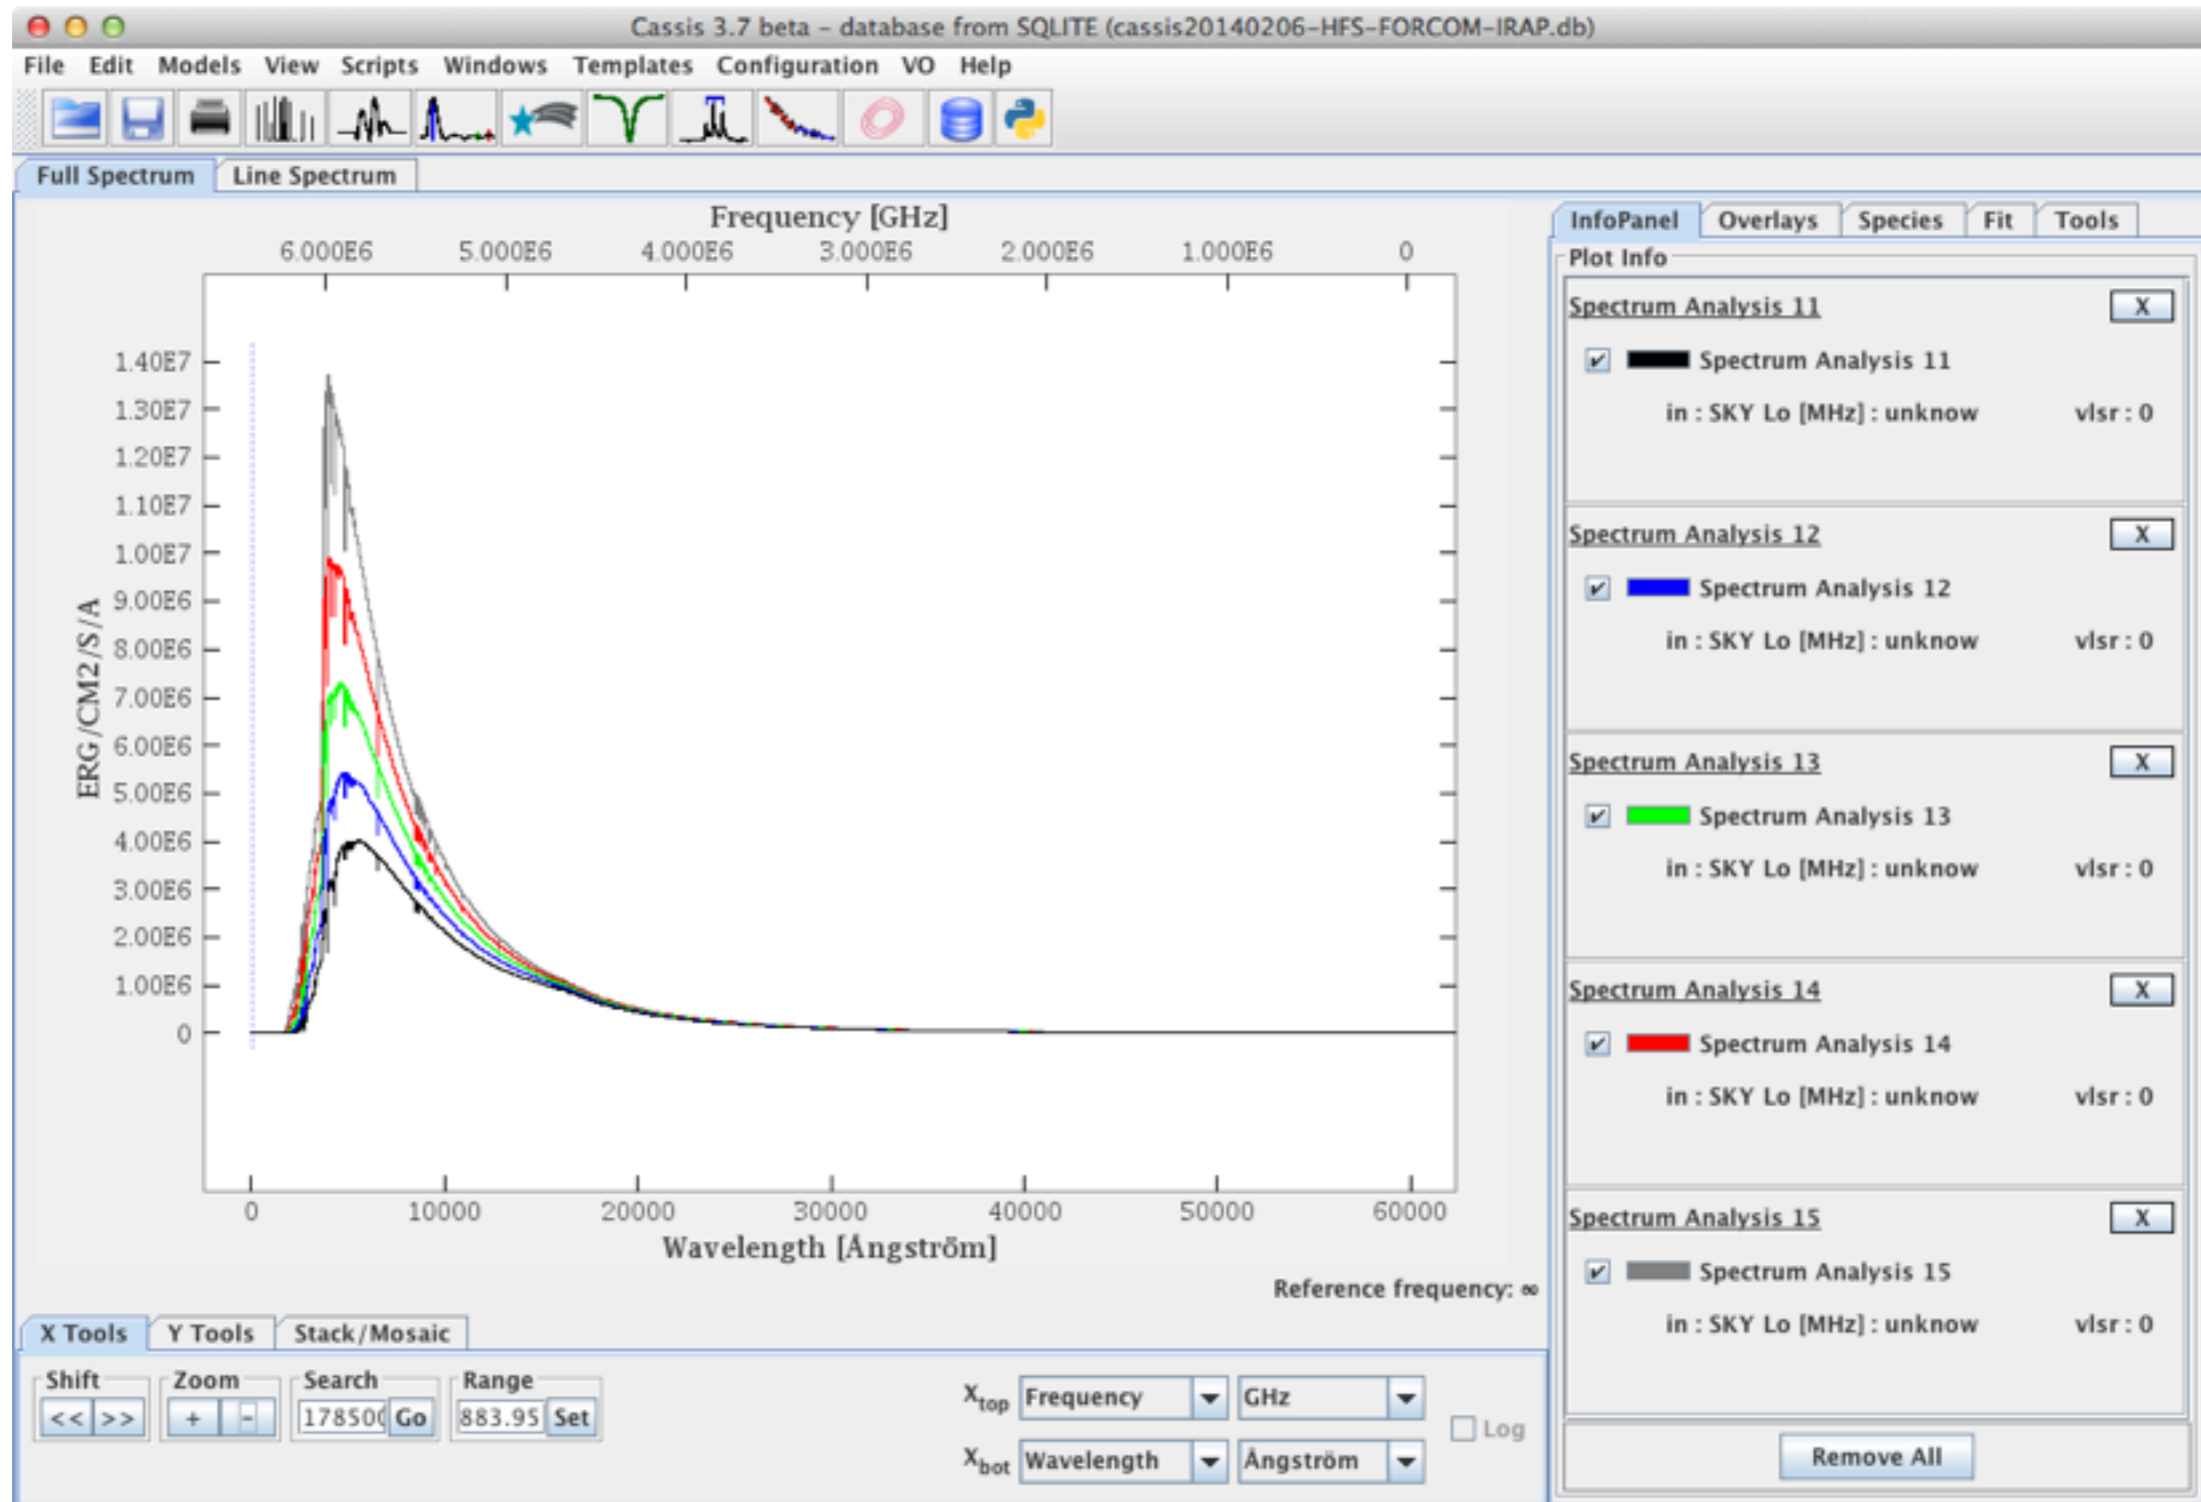 Cassis 3.7 beta – database from SQLITE (cassis20140206-HFS-FORCOM-IRAP.db)
File Edit Models View Scripts Windows Templates Configuration VO Help
Full Spectrum Line Spectrum
Frequency [GHz]
6.000E6 5.000E6 4.000E6 3.000E6 2.000E6 1.000E6 0
1.40E7
1.30E7
1.20E7
1.10E7
1.00E7
9.00E6
8.00E6
7.00E6
6.00E6
5.00E6
4.00E6
3.00E6
2.00E6
1.00E6
0
ERG/CM2/S/A
0 10000 20000 30000 40000 50000 60000
Wavelength [Ångström]
Reference frequency: ∞
X Tools Y Tools Stack/Mosaic
Shift Zoom Search Range
<< >> + - Go 883.95 Set
Xtop Frequency GHz
Log
Xbot Wavelength Ångström
InfoPanel Overlays Species Fit Tools
Plot Info
Spectrum Analysis 11 X
Spectrum Analysis 11
in : SKY Lo [MHz] : unknow vlsr : 0
Spectrum Analysis 12 X
Spectrum Analysis 12
in : SKY Lo [MHz] : unknow vlsr : 0
Spectrum Analysis 13 X
Spectrum Analysis 13
in : SKY Lo [MHz] : unknow vlsr : 0
Spectrum Analysis 14 X
Spectrum Analysis 14
in : SKY Lo [MHz] : unknow vlsr : 0
Spectrum Analysis 15 X
Spectrum Analysis 15
in : SKY Lo [MHz] : unknow vlsr : 0
Remove All